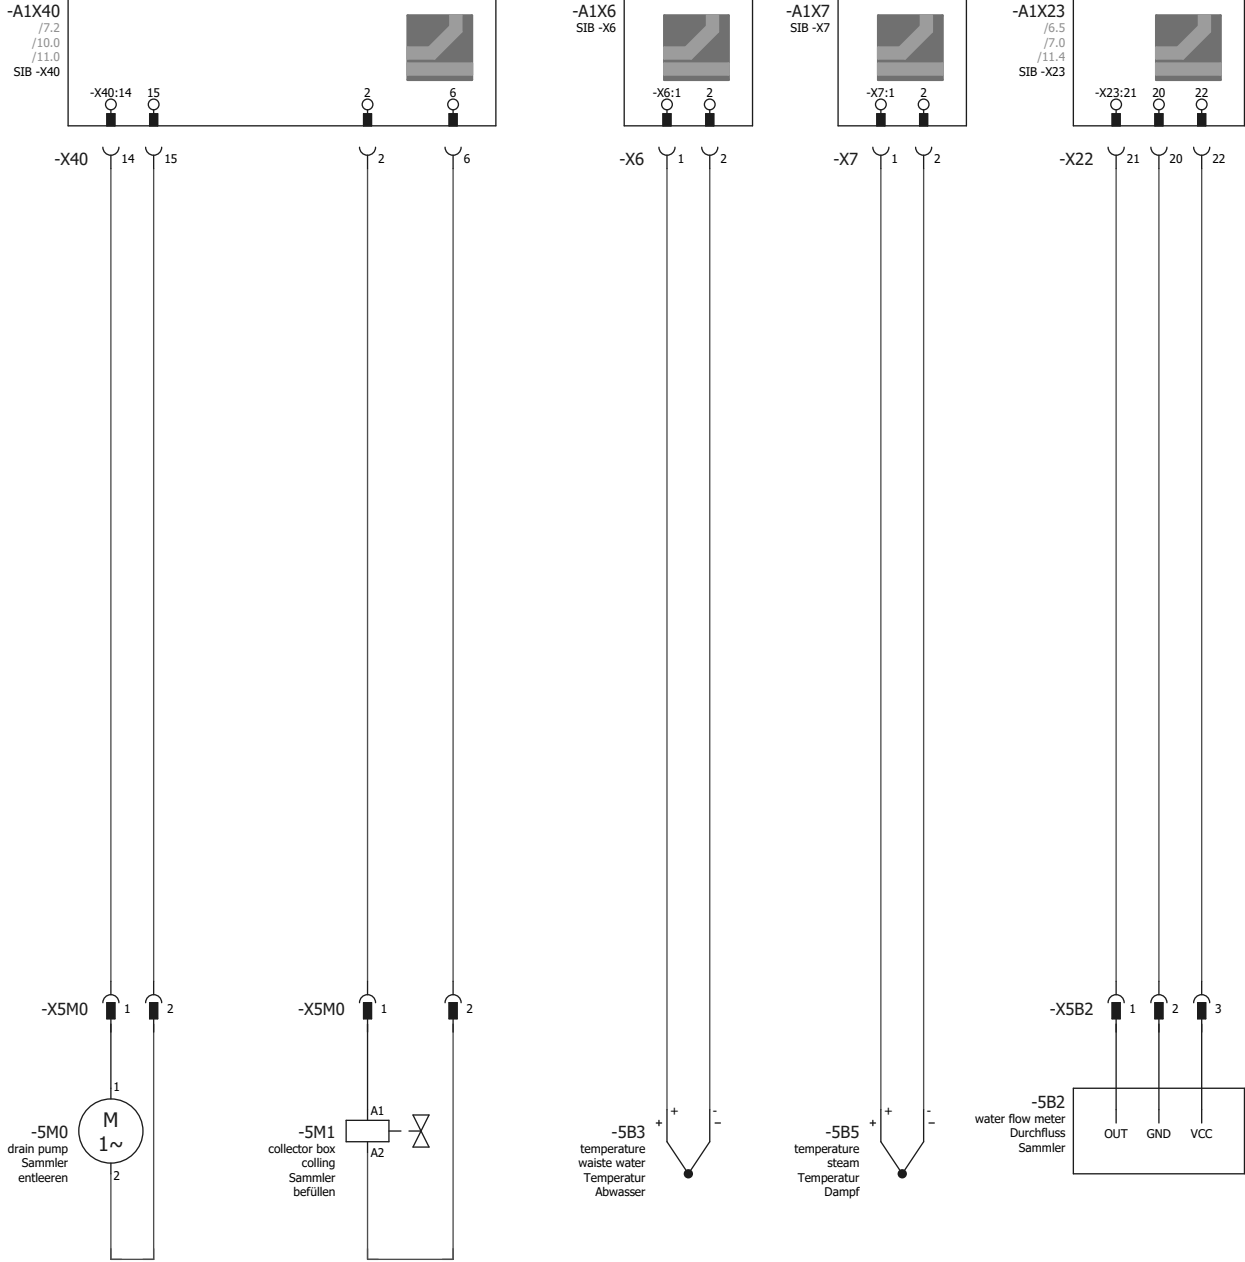 -A1X40
/7.2
/10.0
/11.0
SIB -X40
-X40:14 15 2 6
-X40 14 15 2 6
-A1X6
SIB -X6
-X6:1 2
-X6 1 2
-A1X7
SIB -X7
-X7:1 2
-X7 1 2
-A1X23
/6.5
/7.0
/11.4
SIB -X23
-X23:21 20 22
-X22 21 20 22
-X5M0 1 2
-X5M0 1 2
-X5B2 1 2 3
1
M
1~
2
-5M0
drain pump
Sammler
entleeren
A1
A2
-5M1
collector box
colling
Sammler
befüllen
+ -
+ −
-5B3
temperature
waiste water
Temperatur
Abwasser
+ -
+ −
-5B5
temperature
steam
Temperatur
Dampf
-5B2
water flow meter
Durchfluss
Sammler
OUT GND VCC